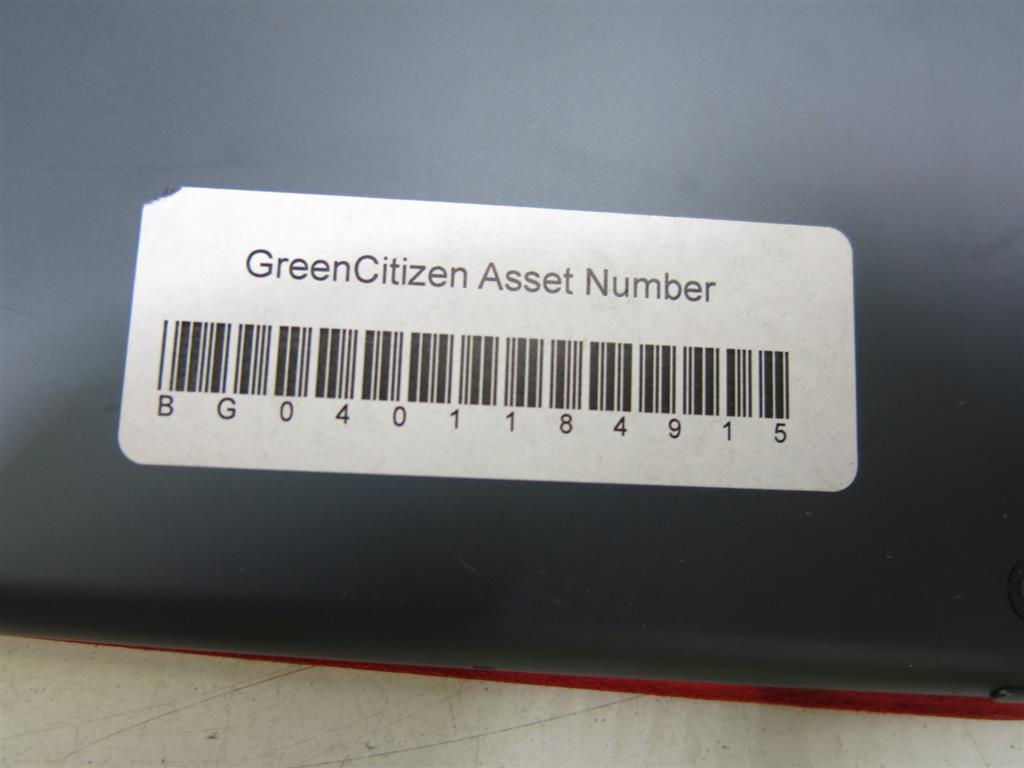 GreenCitizen Asset Number
B G 0 4 0 1 1 8 4 9 1 5